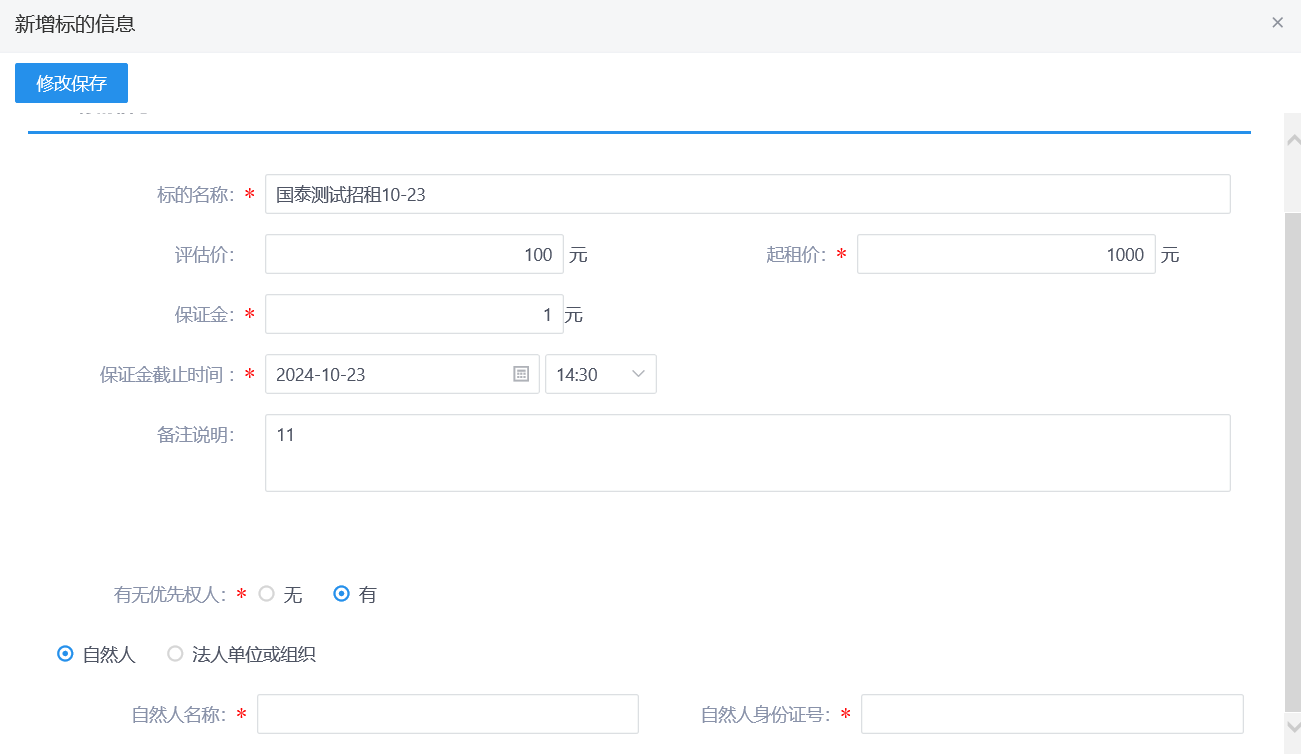 新增标的信息
修改保存
标的名称: * 国泰测试招租10-23
评估价: 100 元 起租价: * 1000 元
保证金: * 1 元
保证金截止时间 : * 2024-10-23 14:30
备注说明: 11
有无优先权人: * 无 有
自然人 法人单位或组织
自然人名称: * 自然人身份证号: *